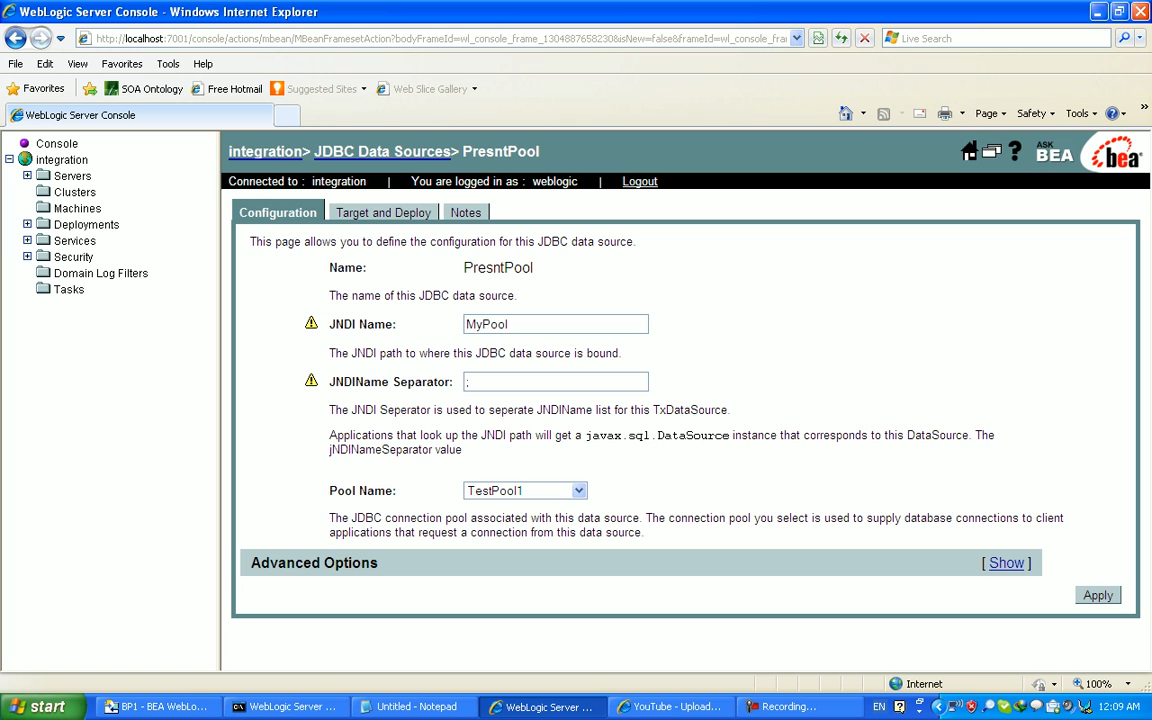 WebLogic Server Console - Windows Internet Explorer
http://localhost:7001/console/actions/mbean/MBeanFramesetAction?bodyFrameId=wl_console_frame_1304887658230&isNew=false&frameId=wl_console_fra
Live Search
File Edit View Favorites Tools Help
Favorites SOA Ontology Free Hotmail Suggested Sites Web Slice Gallery
WebLogic Server Console
Page Safety Tools
Console
integration
Servers
Clusters
Machines
Deployments
Services
Security
Domain Log Filters
Tasks
integration> JDBC Data Sources> PresntPool
ASK
BEA
bea
Connected to : integration | You are logged in as : weblogic | Logout
Configuration Target and Deploy Notes
This page allows you to define the configuration for this JDBC data source.
Name: PresntPool
The name of this JDBC data source.
JNDI Name: MyPool
The JNDI path to where this JDBC data source is bound.
JNDIName Separator: ;
The JNDI Seperator is used to seperate JNDIName list for this TxDataSource.
Applications that look up the JNDI path will get a javax.sql.DataSource instance that corresponds to this DataSource. The
jNDINameSeparator value
Pool Name: TestPool1
The JDBC connection pool associated with this data source. The connection pool you select is used to supply database connections to client
applications that request a connection from this data source.
Advanced Options [ Show ]
Apply
Internet 100%
start BP1 - BEA WebLo... WebLogic Server ... Untitled - Notepad WebLogic Server ... YouTube - Upload... Recording... EN 12:09 AM